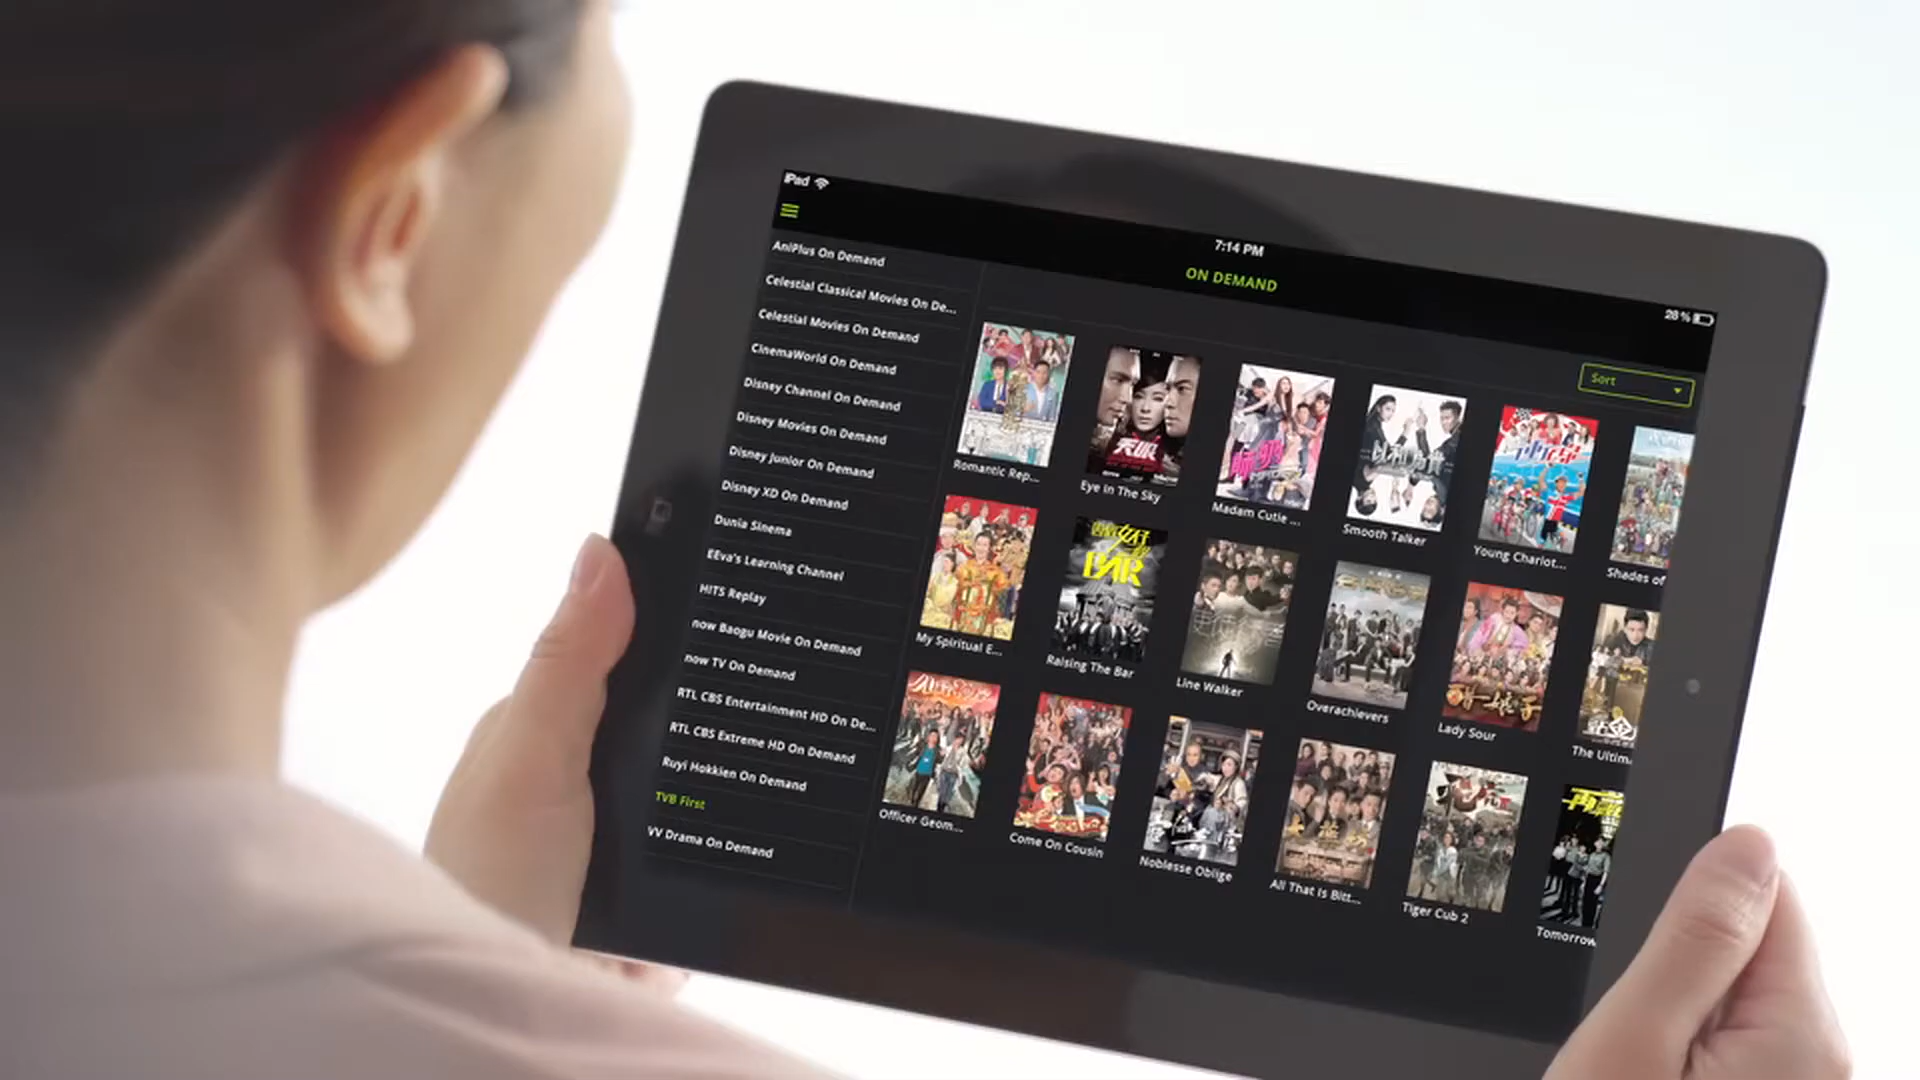 iPad
7:14 PM
28%
ON DEMAND
Sort
AniPlus On Demand
Celestial Classical Movies On De...
Celestial Movies On Demand
CinemaWorld On Demand
Disney Channel On Demand
Disney Movies On Demand
Disney Junior On Demand
Disney XD On Demand
Dunia Sinema
EEva's Learning Channel
HITS Replay
now Baogu Movie On Demand
now TV On Demand
RTL CBS Entertainment HD On De...
RTL CBS Extreme HD On Demand
Ruyi Hokkien On Demand
TVB First
VV Drama On Demand
天眼
Romantic Rep...
Eye In The Sky
Madam Cutie ...
Smooth Talker
Young Chariot...
Shades of
BAR
My Spiritual E...
Raising The Bar
Line Walker
Overachievers
Lady Sour
The Ultim
Officer Geom...
Come On Cousin
Noblesse Oblige
All That Is Bitt...
Tiger Cub 2
Tomorrow